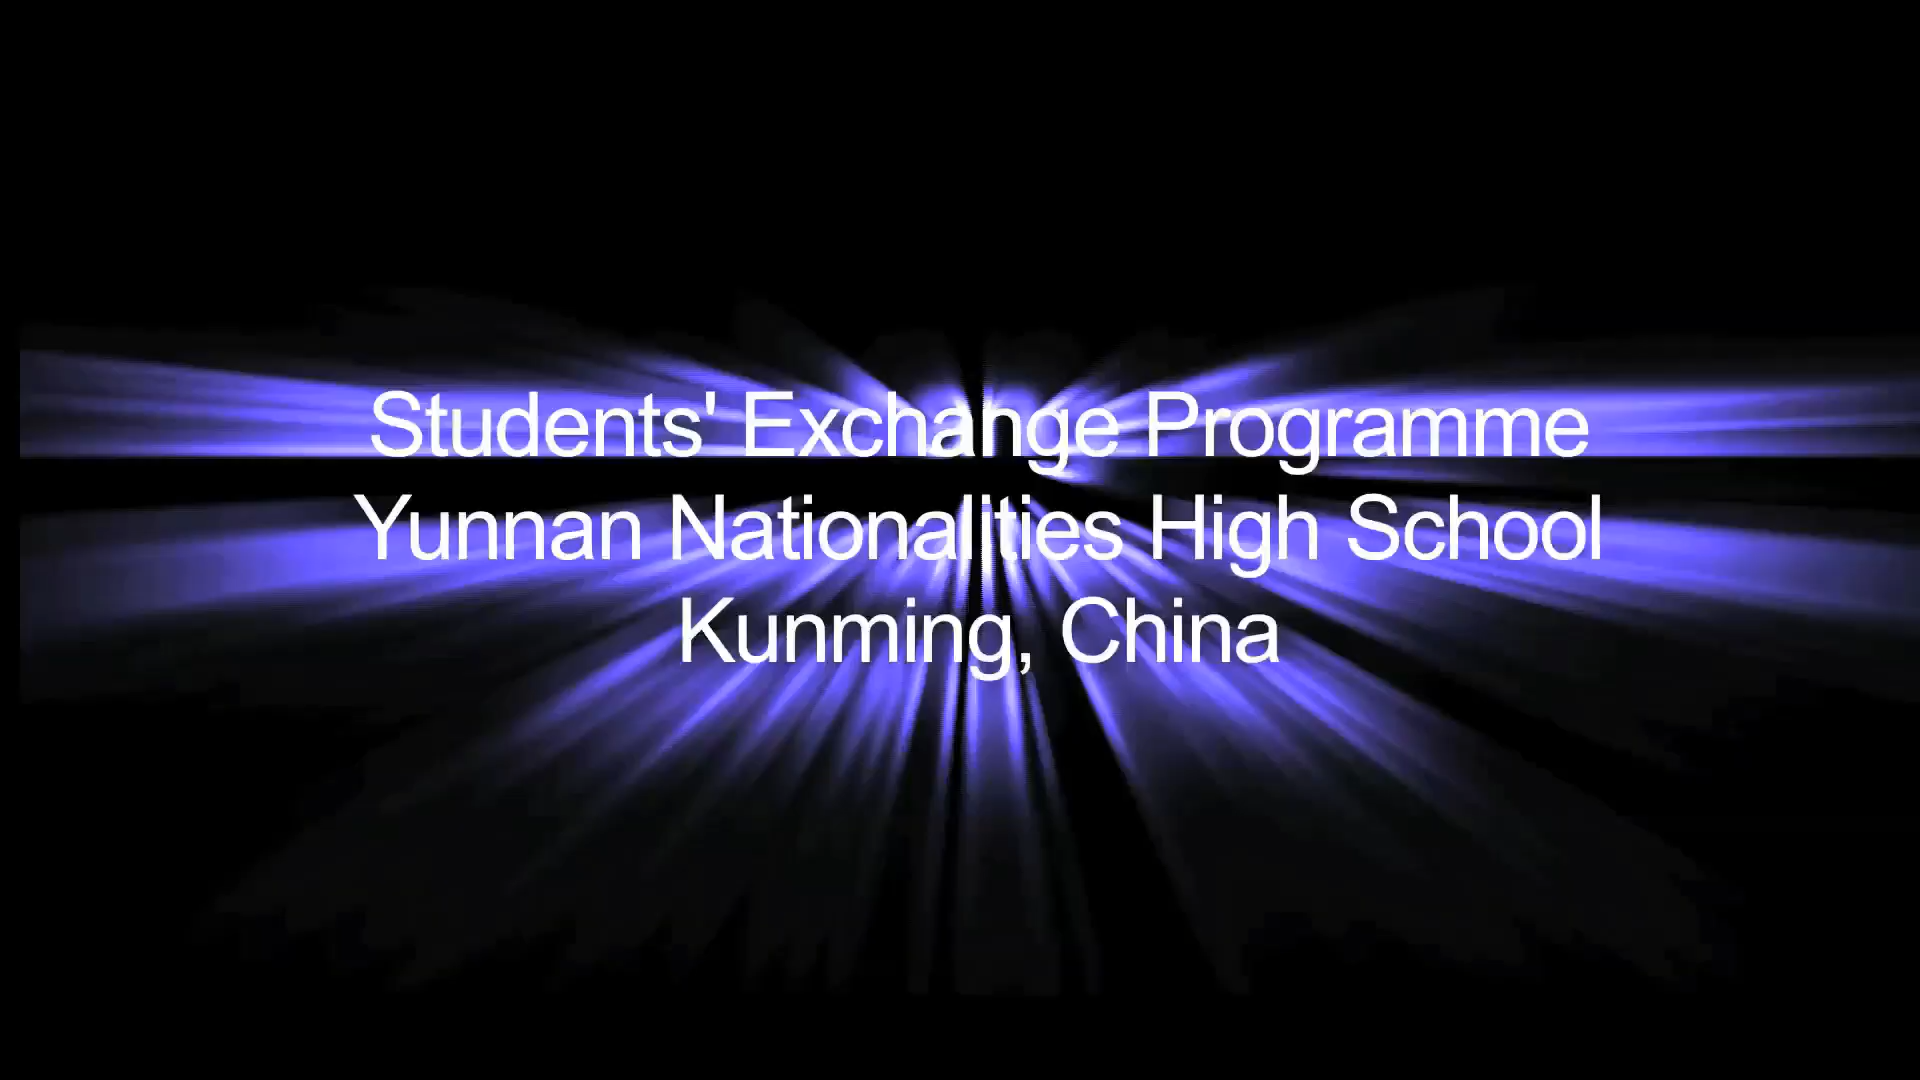 Students' Exchange Programme
Yunnan Nationalities High School
Kunming, China